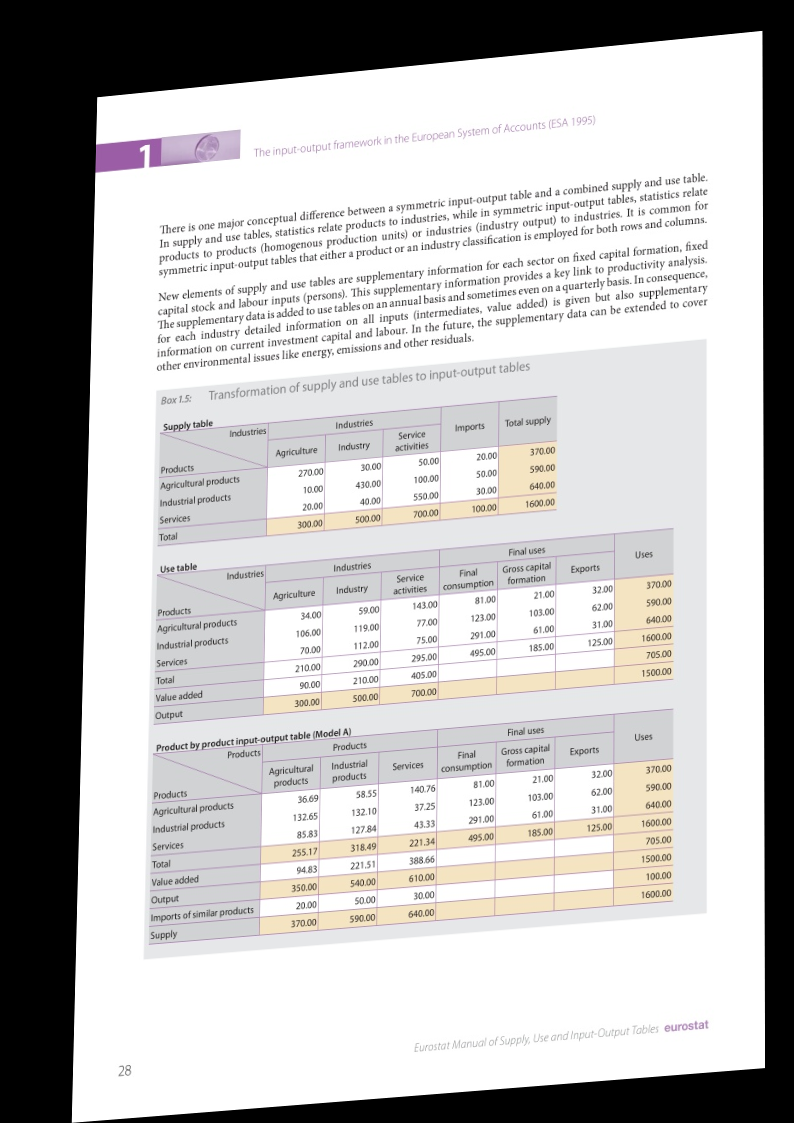 1
The input-output framework in the European System of Accounts (ESA 1995)
There is one major conceptual difference between a symmetric input-output table and a combined supply and use table.
In supply and use tables, statistics relate products to industries, while in symmetric input-output tables, statistics relate
products to products (homogenous production units) or industries (industry output) to industries. It is common for
symmetric input-output tables that either a product or an industry classification is employed for both rows and columns.
New elements of supply and use tables are supplementary information for each sector on fixed capital formation, fixed
capital stock and labour inputs (persons). This supplementary information provides a key link to productivity analysis.
The supplementary data is added to use tables on an annual basis and sometimes even on a quarterly basis. In consequence,
for each industry detailed information on all inputs (intermediates, value added) is given but also supplementary
information on current investment capital and labour. In the future, the supplementary data can be extended to cover
other environmental issues like energy, emissions and other residuals.
Box 1.5: Transformation of supply and use tables to input-output tables
Supply table
Industries Industries Imports Total supply
Products Agriculture Industry Service activities
Agricultural products 270.00 30.00 50.00 20.00 370.00
Industrial products 10.00 430.00 100.00 50.00 590.00
Services 20.00 40.00 550.00 30.00 640.00
Total 300.00 500.00 700.00 100.00 1600.00
Use table
Industries Industries Final uses Uses
Products Agriculture Industry Service activities Final consumption Gross capital formation Exports
Agricultural products 34.00 59.00 143.00 81.00 21.00 32.00 370.00
Industrial products 106.00 119.00 77.00 123.00 103.00 62.00 590.00
Services 70.00 112.00 75.00 291.00 61.00 31.00 640.00
Total 210.00 290.00 295.00 495.00 185.00 125.00 1600.00
Value added 90.00 210.00 405.00 705.00
Output 300.00 500.00 700.00 1500.00
Product by product input-output table (Model A)
Products Products Final uses Uses
Products Agricultural products Industrial products Services Final consumption Gross capital formation Exports
Agricultural products 36.69 58.55 140.76 81.00 21.00 32.00 370.00
Industrial products 132.65 132.10 37.25 123.00 103.00 62.00 590.00
Services 85.83 127.84 43.33 291.00 61.00 31.00 640.00
Total 255.17 318.49 221.34 495.00 185.00 125.00 1600.00
Value added 94.83 221.51 388.66 705.00
Output 350.00 540.00 610.00 1500.00
Imports of similar products 20.00 50.00 30.00 100.00
Supply 370.00 590.00 640.00 1600.00
28
Eurostat Manual of Supply, Use and Input-Output Tables eurostat